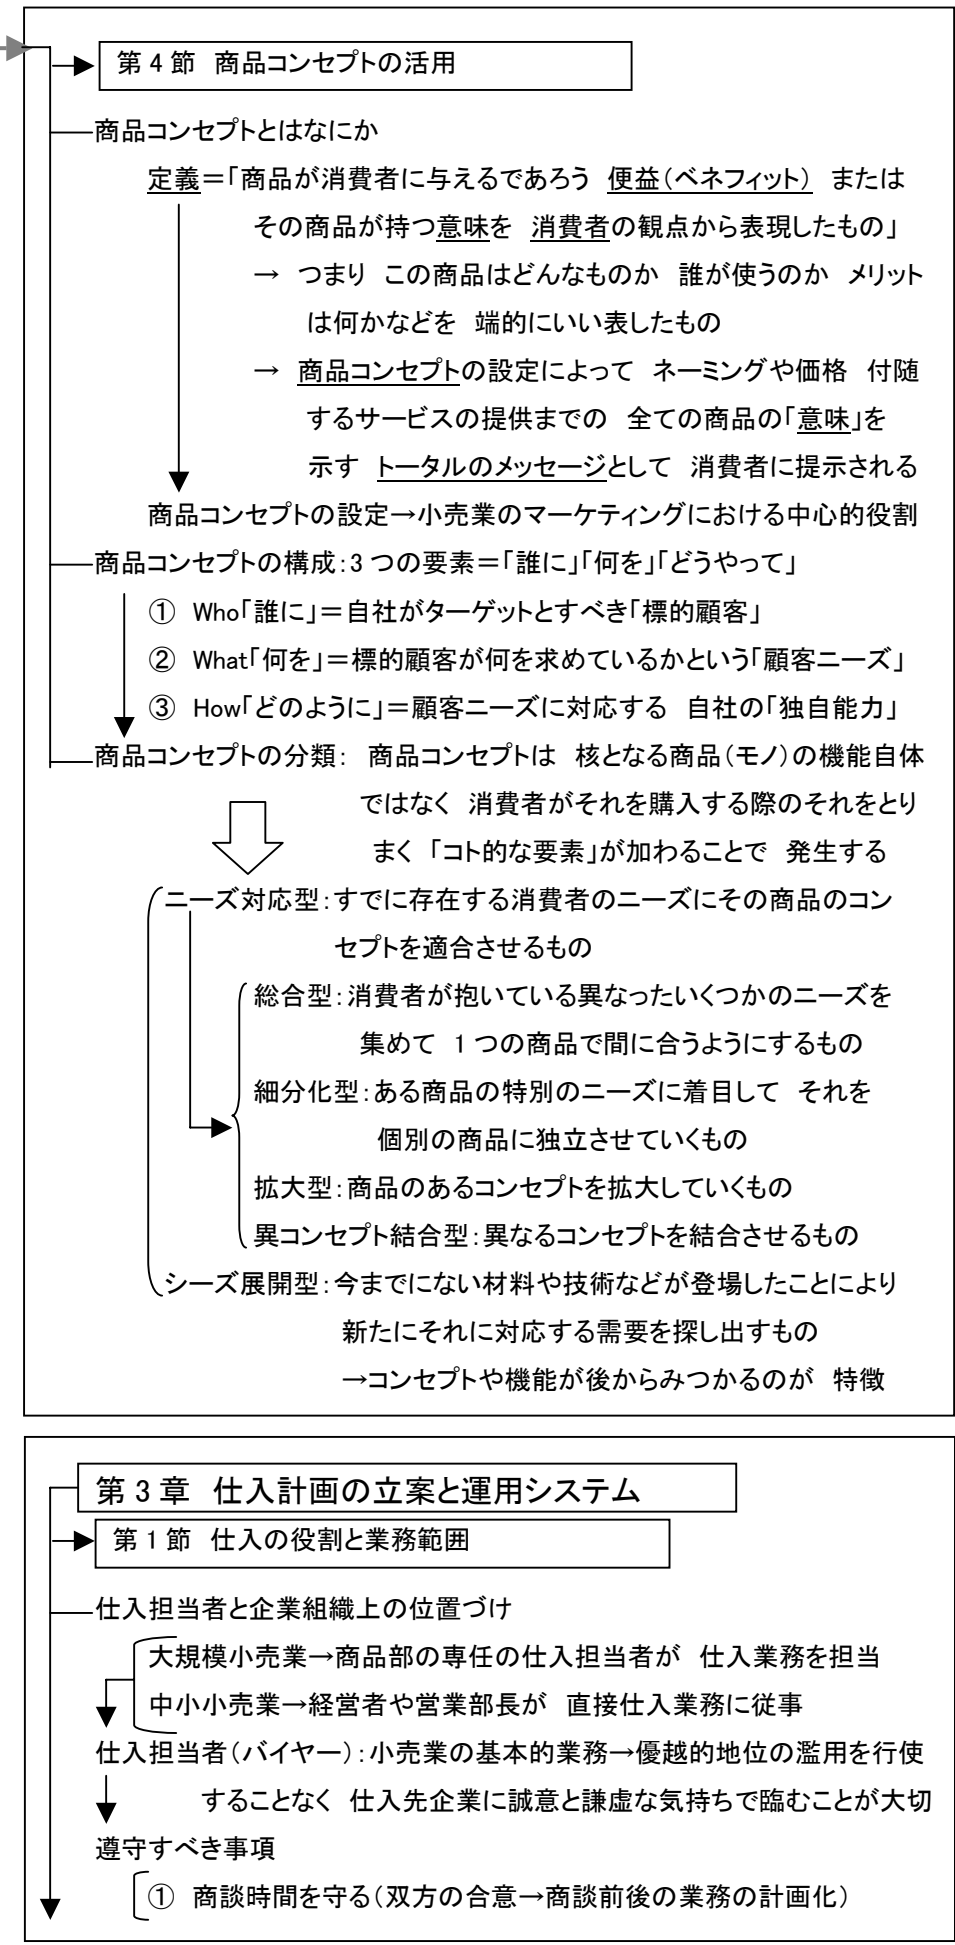 第4節 商品コンセプトの活用
商品コンセプトとはなにか
定義＝「商品が消費者に与えるであろう 便益（ベネフィット） または
その商品が持つ意味を 消費者の観点から表現したもの」
→ つまり この商品はどんなものか 誰が使うのか メリット
は何かなどを 端的にいい表したもの
→ 商品コンセプトの設定によって ネーミングや価格 付随
するサービスの提供までの 全ての商品の「意味」を
示す トータルのメッセージとして 消費者に提示される
商品コンセプトの設定→小売業のマーケティングにおける中心的役割
商品コンセプトの構成：3つの要素＝「誰に」「何を」「どうやって」
① Who「誰に」＝自社がターゲットとすべき「標的顧客」
② What「何を」＝標的顧客が何を求めているかという「顧客ニーズ」
③ How「どのように」＝顧客ニーズに対応する 自社の「独自能力」
商品コンセプトの分類： 商品コンセプトは 核となる商品（モノ）の機能自体
ではなく 消費者がそれを購入する際のそれをとり
まく 「コト的な要素」が加わることで 発生する
ニーズ対応型：すでに存在する消費者のニーズにその商品のコン
セプトを適合させるもの
総合型：消費者が抱いている異なったいくつかのニーズを
集めて 1つの商品で間に合うようにするもの
細分化型：ある商品の特別のニーズに着目して それを
個別の商品に独立させていくもの
拡大型：商品のあるコンセプトを拡大していくもの
異コンセプト結合型：異なるコンセプトを結合させるもの
シーズ展開型：今までにない材料や技術などが登場したことにより
新たにそれに対応する需要を探し出すもの
→コンセプトや機能が後からみつかるのが 特徴
第3章 仕入計画の立案と運用システム
第1節 仕入の役割と業務範囲
仕入担当者と企業組織上の位置づけ
大規模小売業→商品部の専任の仕入担当者が 仕入業務を担当
中小小売業→経営者や営業部長が 直接仕入業務に従事
仕入担当者（バイヤー）：小売業の基本的業務→優越的地位の濫用を行使
することなく 仕入先企業に誠意と謙虚な気持ちで臨むことが大切
遵守すべき事項
① 商談時間を守る（双方の合意→商談前後の業務の計画化）